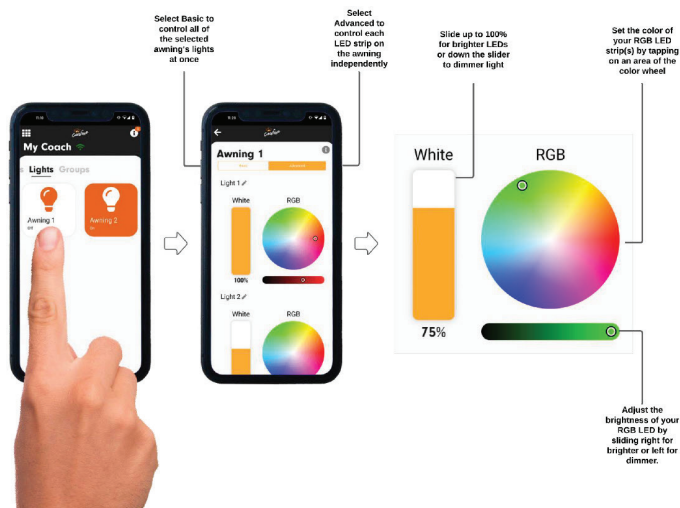 Select Basic to
control all of
the selected
awning's lights
at once
Select
Advanced to
control each
LED strip on
the awning
independently
Slide up to 100%
for brighter LEDs
or down the slider
to dimmer light
Set the color of
your RGB LED
strip(s) by tapping
on an area of the
color wheel
My Coach
s Lights Groups
Awning 1
Awning 2
Awning 1
Light 1
White RGB
100%
Light 2
White RGB
White RGB
75%
Adjust the
brightness of your
RGB LED by
sliding right for
brighter or left for
dimmer.